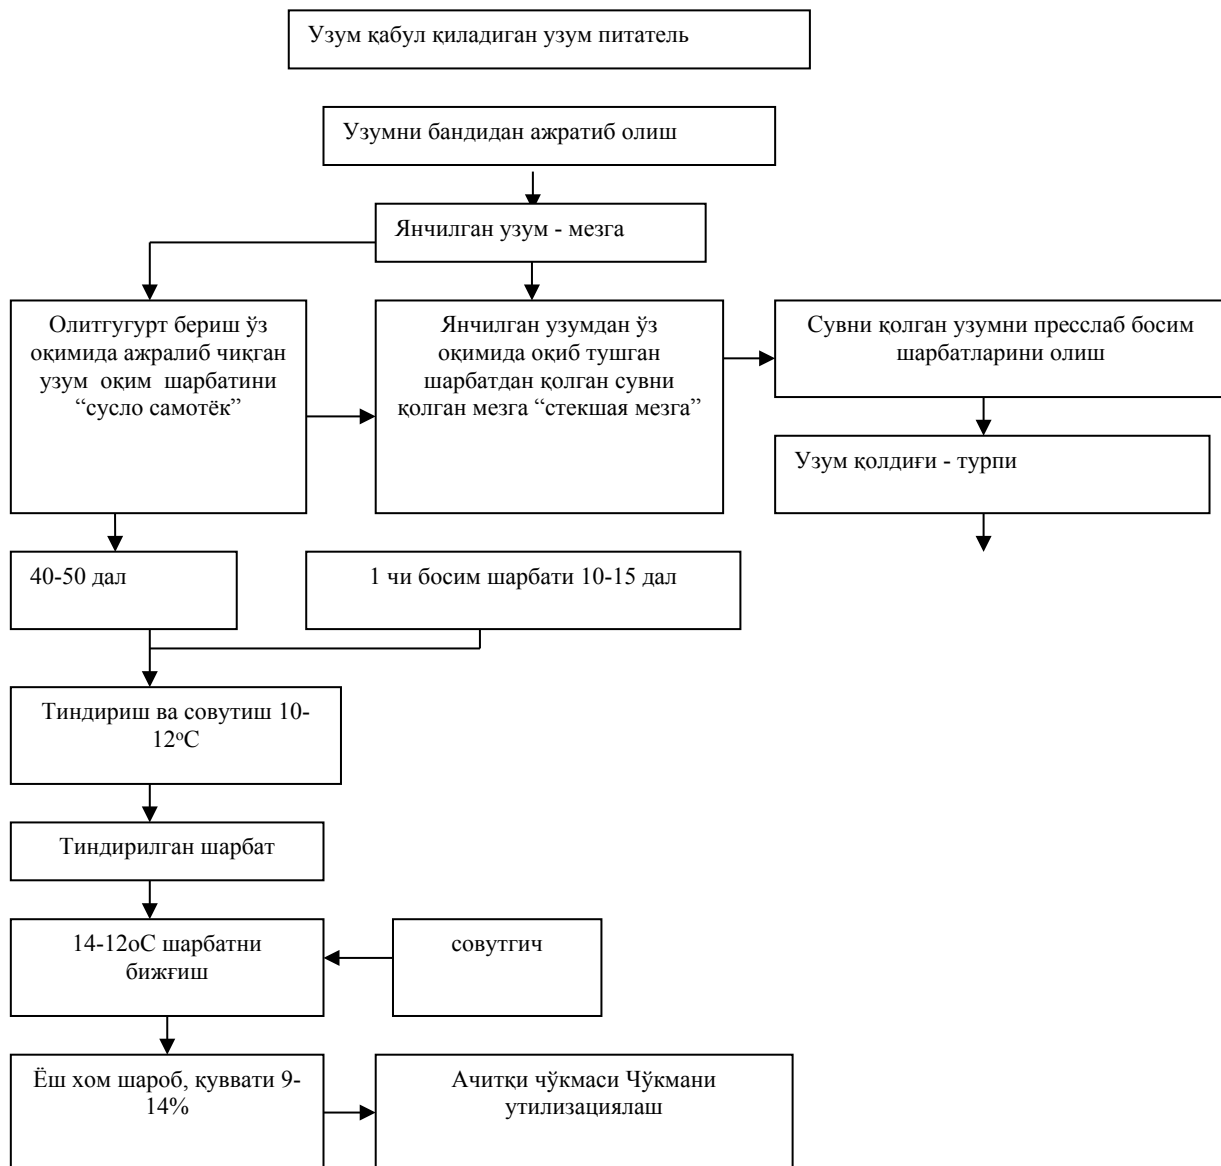 Узум қабул қиладиган узум питатель
Узумни бандидан ажратиб олиш
Янчилган узум - мезга
Олитгугурт бериш ўз
оқимида ажралиб чиқган
узум оқим шарбатини
“сусло самотёк”
Янчилган узумдан ўз
оқимида оқиб тушган
шарбатдан қолган сувни
қолган мезга “стекшая мезга”
Сувни қолган узумни пресслаб босим
шарбатларини олиш
Узум қолдиғи - турпи
40-50 дал
1 чи босим шарбати 10-15 дал
Тиндириш ва совутиш 10-
12°С
Тиндирилган шарбат
14-12оС шарбатни
бижғиш
совутгич
Ёш хом шароб, қуввати 9-
14%
Ачитқи чўкмаси Чўкмани
утилизациялаш